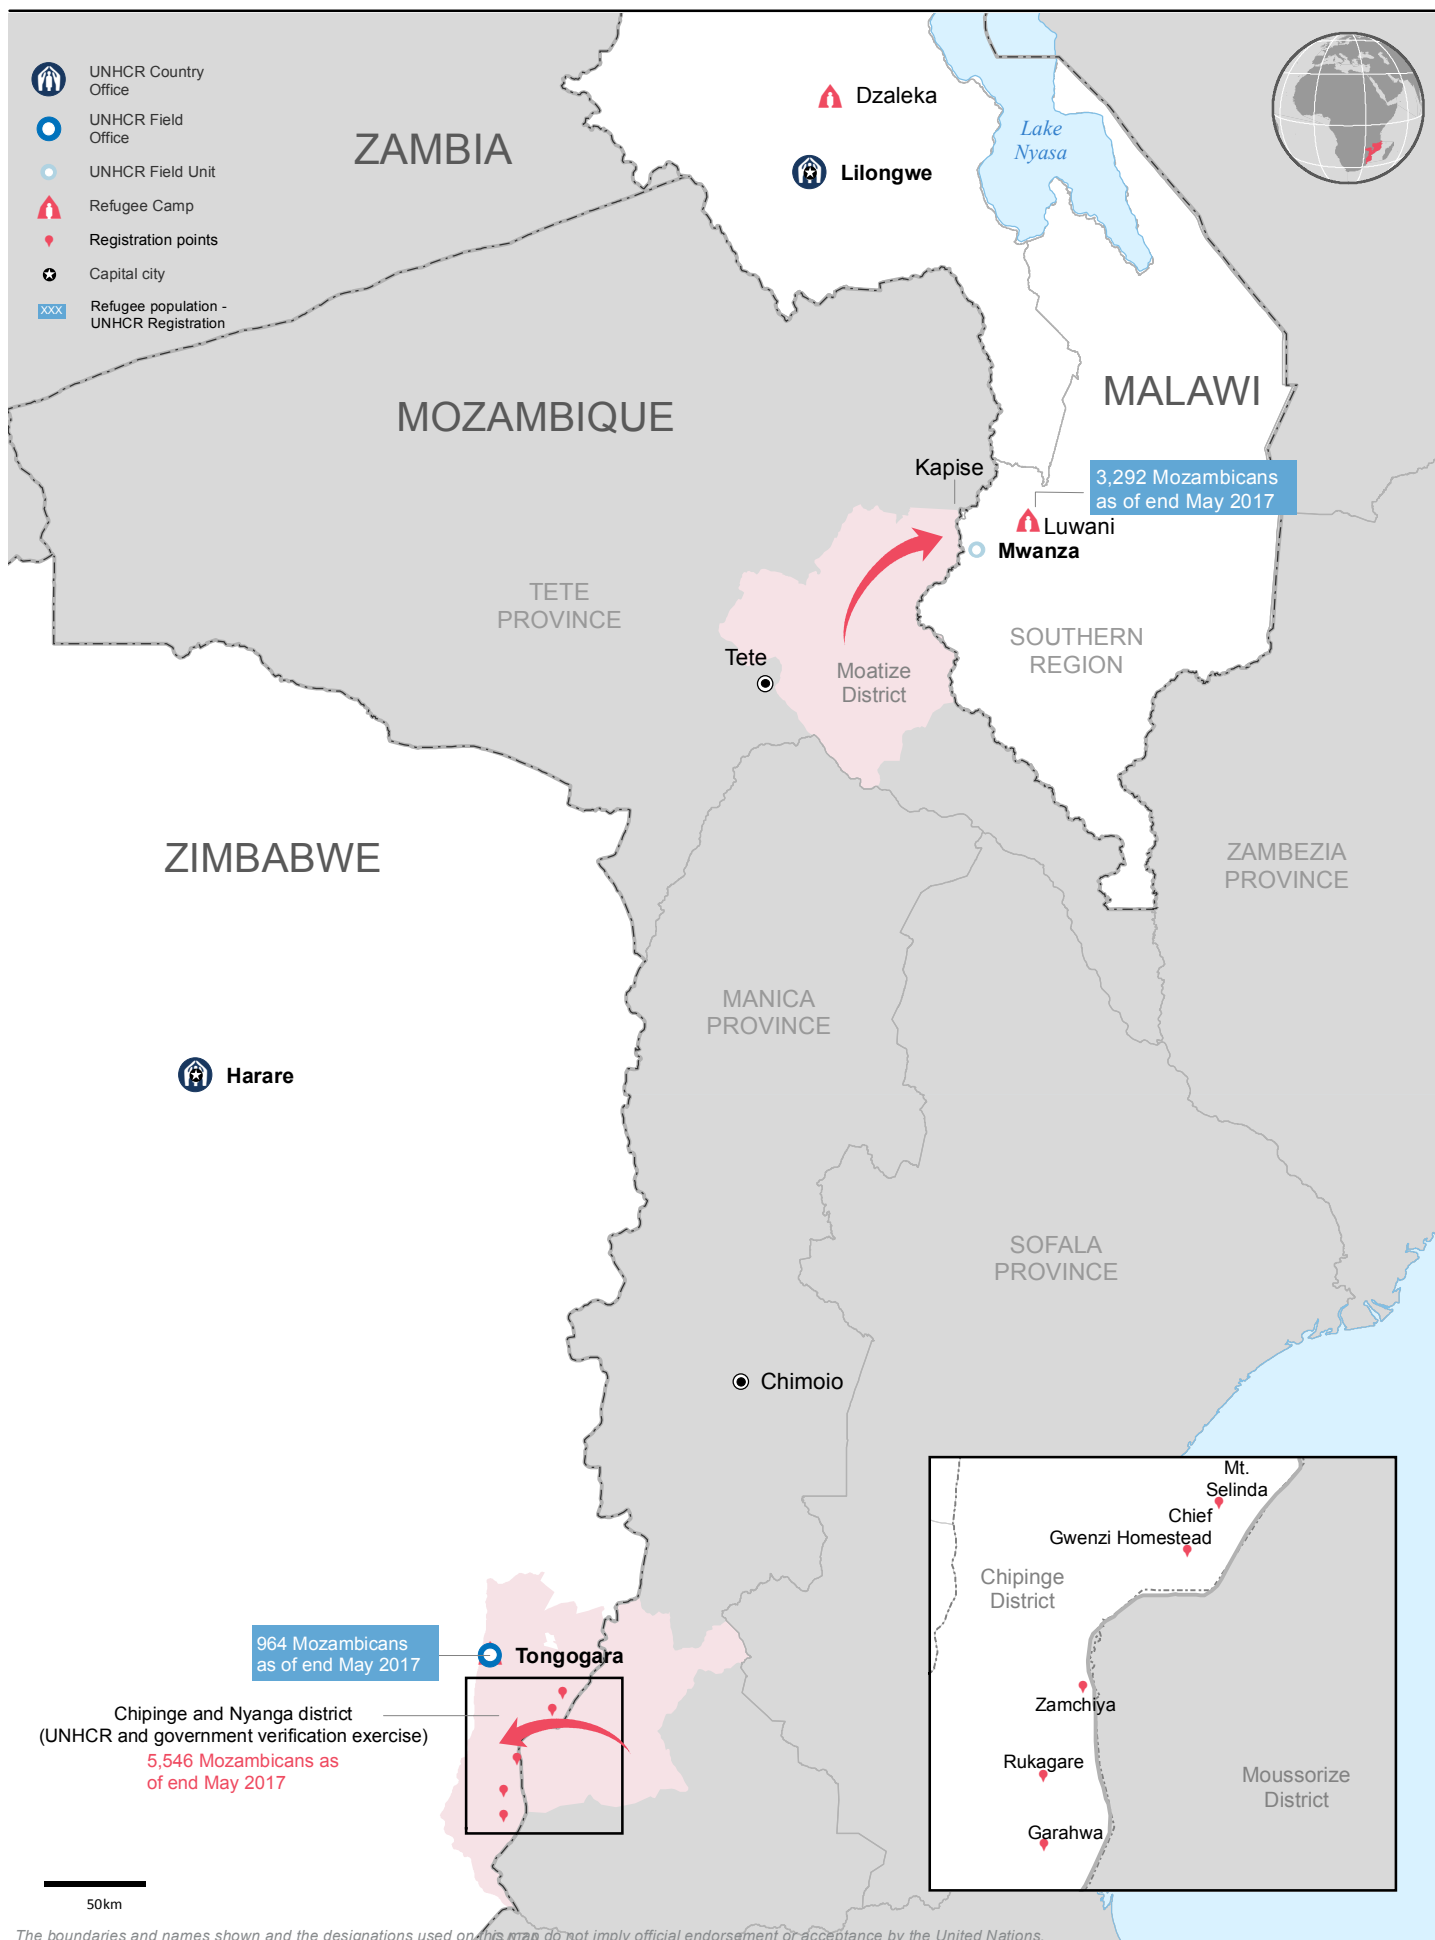 UNHCR Country
Office
UNHCR Field
Office
UNHCR Field Unit
Refugee Camp
Registration points
Capital city
XXX
Refugee population -
UNHCR Registration
ZAMBIA
Dzaleka
Lilongwe
Lake
Nyasa
MOZAMBIQUE
MALAWI
Kapise
3,292 Mozambicans
as of end May 2017
Luwani
Mwanza
TETE
PROVINCE
SOUTHERN
REGION
Tete
Moatize
District
ZIMBABWE
ZAMBEZIA
PROVINCE
MANICA
PROVINCE
Harare
SOFALA
PROVINCE
Chimoio
964 Mozambicans
as of end May 2017
Tongogara
Chipinge and Nyanga district
(UNHCR and government verification exercise)
5,546 Mozambicans as
of end May 2017
Mt.
Selinda
Chief
Gwenzi Homestead
Chipinge
District
Zamchiya
Rukagare
Garahwa
Moussorize
District
50km
The boundaries and names shown and the designations used on this map do not imply official endorsement or acceptance by the United Nations.